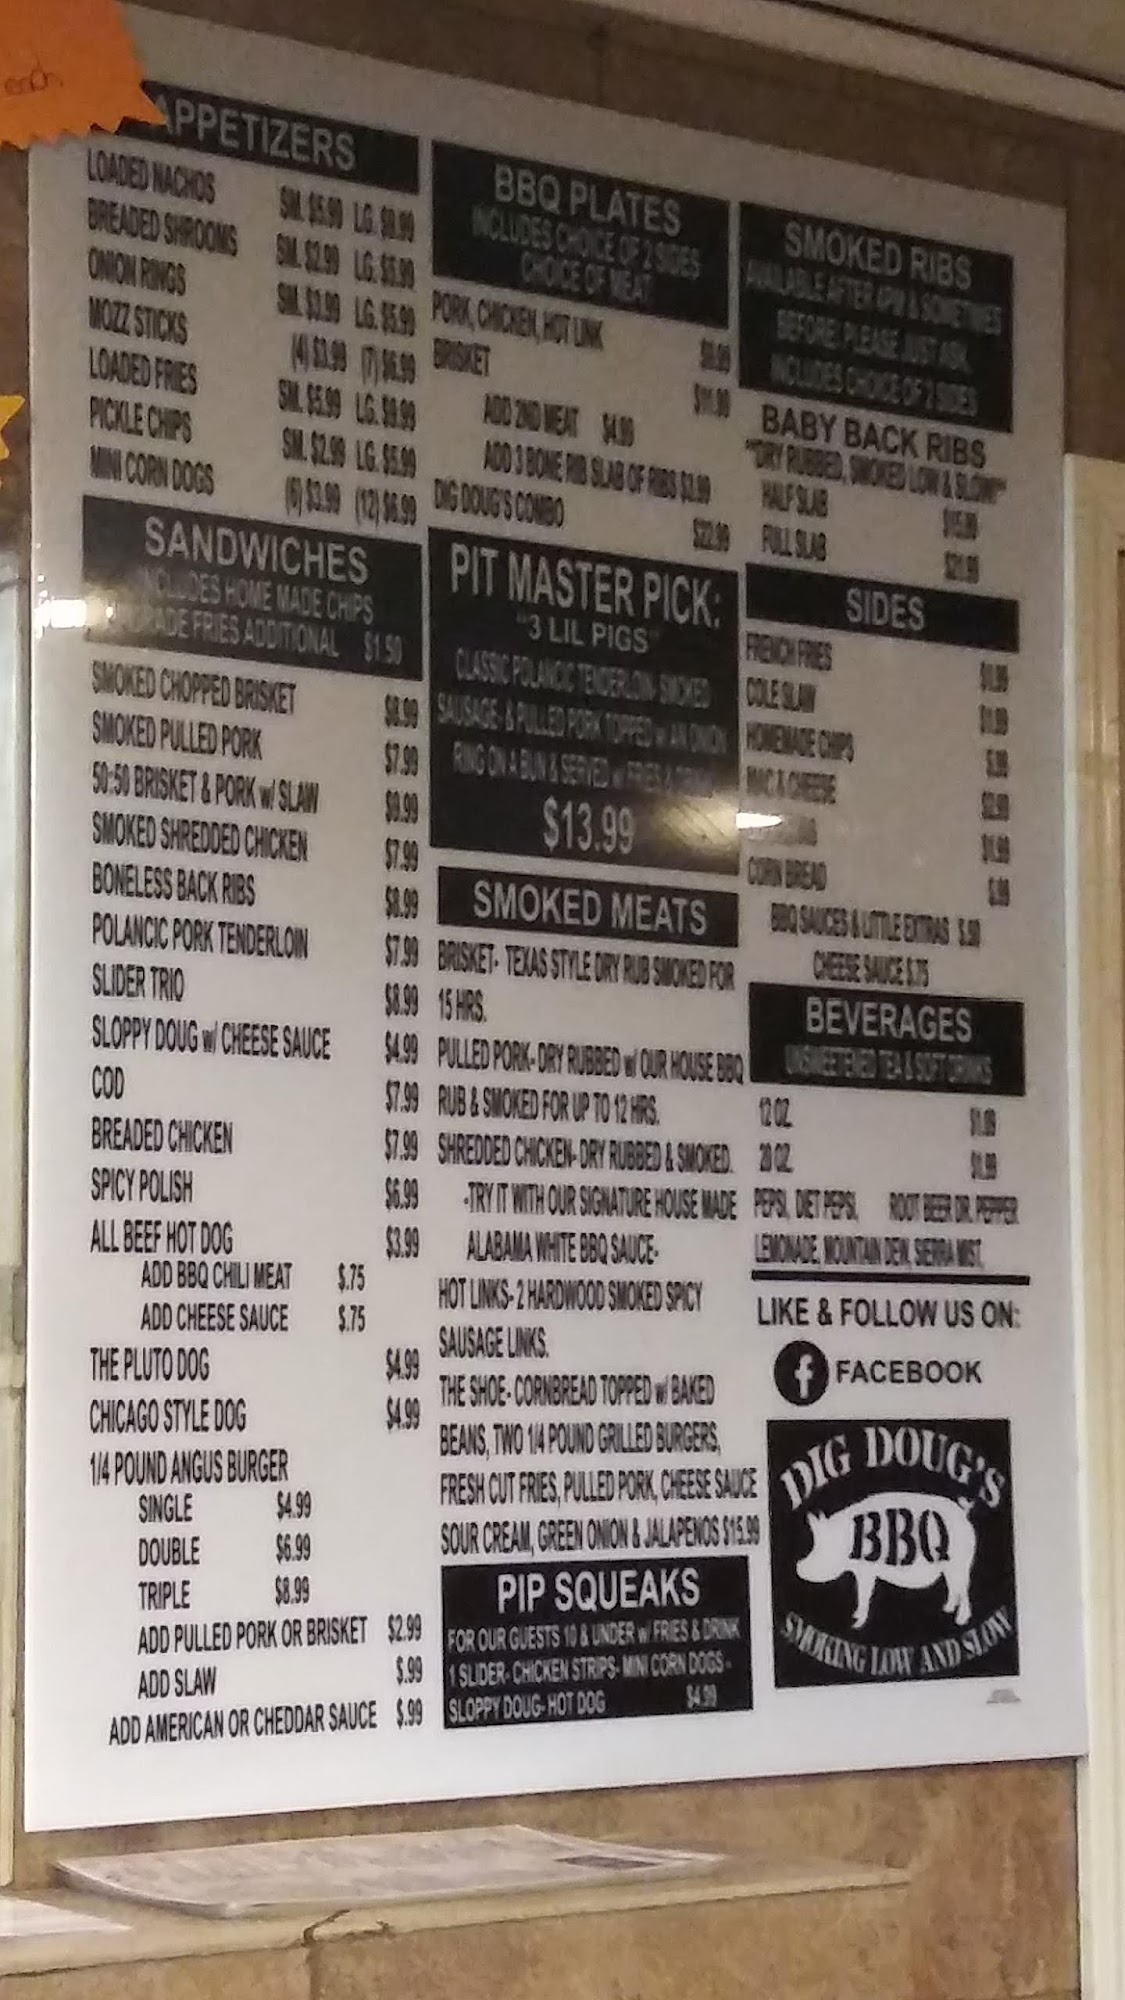 each
APPETIZERS
LOADED NACHOS SM. $5.99 LG. $9.99
BREADED SHROOMS SM. $2.99 LG. $5.99
ONION RINGS SM. $3.99 LG. $5.99
MOZZ STICKS (4) $3.99 (7) $6.99
LOADED FRIES SM. $5.99 LG. $9.99
PICKLE CHIPS SM. $2.99 LG. $5.99
MINI CORN DOGS (6) $3.99 (12) $6.99
SANDWICHES
INCLUDES HOME MADE CHIPS
FRIES ADDITIONAL $1.50
SMOKED CHOPPED BRISKET $8.99
SMOKED PULLED PORK $7.99
50:50 BRISKET & PORK w/ SLAW $9.99
SMOKED SHREDDED CHICKEN $7.99
BONELESS BACK RIBS $8.99
POLANCIC PORK TENDERLOIN $7.99
SLIDER TRIO $8.99
SLOPPY DOUG w/ CHEESE SAUCE $4.99
COD $7.99
BREADED CHICKEN $7.99
SPICY POLISH $6.99
ALL BEEF HOT DOG $3.99
ADD BBQ CHILI MEAT $.75
ADD CHEESE SAUCE $.75
THE PLUTO DOG $4.99
CHICAGO STYLE DOG $4.99
1/4 POUND ANGUS BURGER
SINGLE $4.99
DOUBLE $6.99
TRIPLE $8.99
ADD PULLED PORK OR BRISKET $2.99
ADD SLAW $.99
ADD AMERICAN OR CHEDDAR SAUCE $.99
BBQ PLATES
INCLUDES CHOICE OF 2 SIDES
CHOICE OF MEAT
PORK, CHICKEN, HOT LINK
BRISKET $11.99
ADD 2ND MEAT $4.99
ADD 3 BONE RIB SLAB OF RIBS $3.99
DIG DOUG'S COMBO $22.99
PIT MASTER PICK:
"3 LIL PIGS"
CLASSIC POLANCIC TENDERLOIN- SMOKED
SAUSAGE- & PULLED PORK TOPPED w/ AN ONION
RING ON A BUN & SERVED w/ FRIES & DRINK
$13.99
SMOKED MEATS
BRISKET- TEXAS STYLE DRY RUB SMOKED FOR
15 HRS.
PULLED PORK- DRY RUBBED w/ OUR HOUSE BBQ
RUB & SMOKED FOR UP TO 12 HRS.
SHREDDED CHICKEN- DRY RUBBED & SMOKED.
-TRY IT WITH OUR SIGNATURE HOUSE MADE
ALABAMA WHITE BBQ SAUCE-
HOT LINKS- 2 HARDWOOD SMOKED SPICY
SAUSAGE LINKS.
THE SHOE- CORNBREAD TOPPED w/ BAKED
BEANS, TWO 1/4 POUND GRILLED BURGERS,
FRESH CUT FRIES, PULLED PORK, CHEESE SAUCE
SOUR CREAM, GREEN ONION & JALAPENOS $15.99
PIP SQUEAKS
FOR OUR GUESTS 10 & UNDER w/ FRIES & DRINK
1 SLIDER- CHICKEN STRIPS- MINI CORN DOGS -
SLOPPY DOUG- HOT DOG $4.99
SMOKED RIBS
AVAILABLE AFTER 4PM & SOMETIMES
BEFORE PLEASE JUST ASK.
INCLUDES CHOICE OF 2 SIDES
BABY BACK RIBS
"DRY RUBBED, SMOKED LOW & SLOW"
HALF SLAB
FULL SLAB $21.99
SIDES
FRENCH FRIES $1.99
COLE SLAW $1.99
HOMEMADE CHIPS $.99
MAC & CHEESE $2.99
$1.99
CORN BREAD $.99
BBQ SAUCES & LITTLE EXTRAS $.50
CHEESE SAUCE $.75
BEVERAGES
UNSWEETENED TEA & SOFT DRINKS
12 OZ.
20 OZ.
PEPSI, DIET PEPSI, ROOT BEER DR. PEPPER
LEMONADE, MOUNTAIN DEW, SIERRA MIST,
LIKE & FOLLOW US ON:
f FACEBOOK
DIG DOUG'S
BBQ
SMOKING LOW AND SLOW